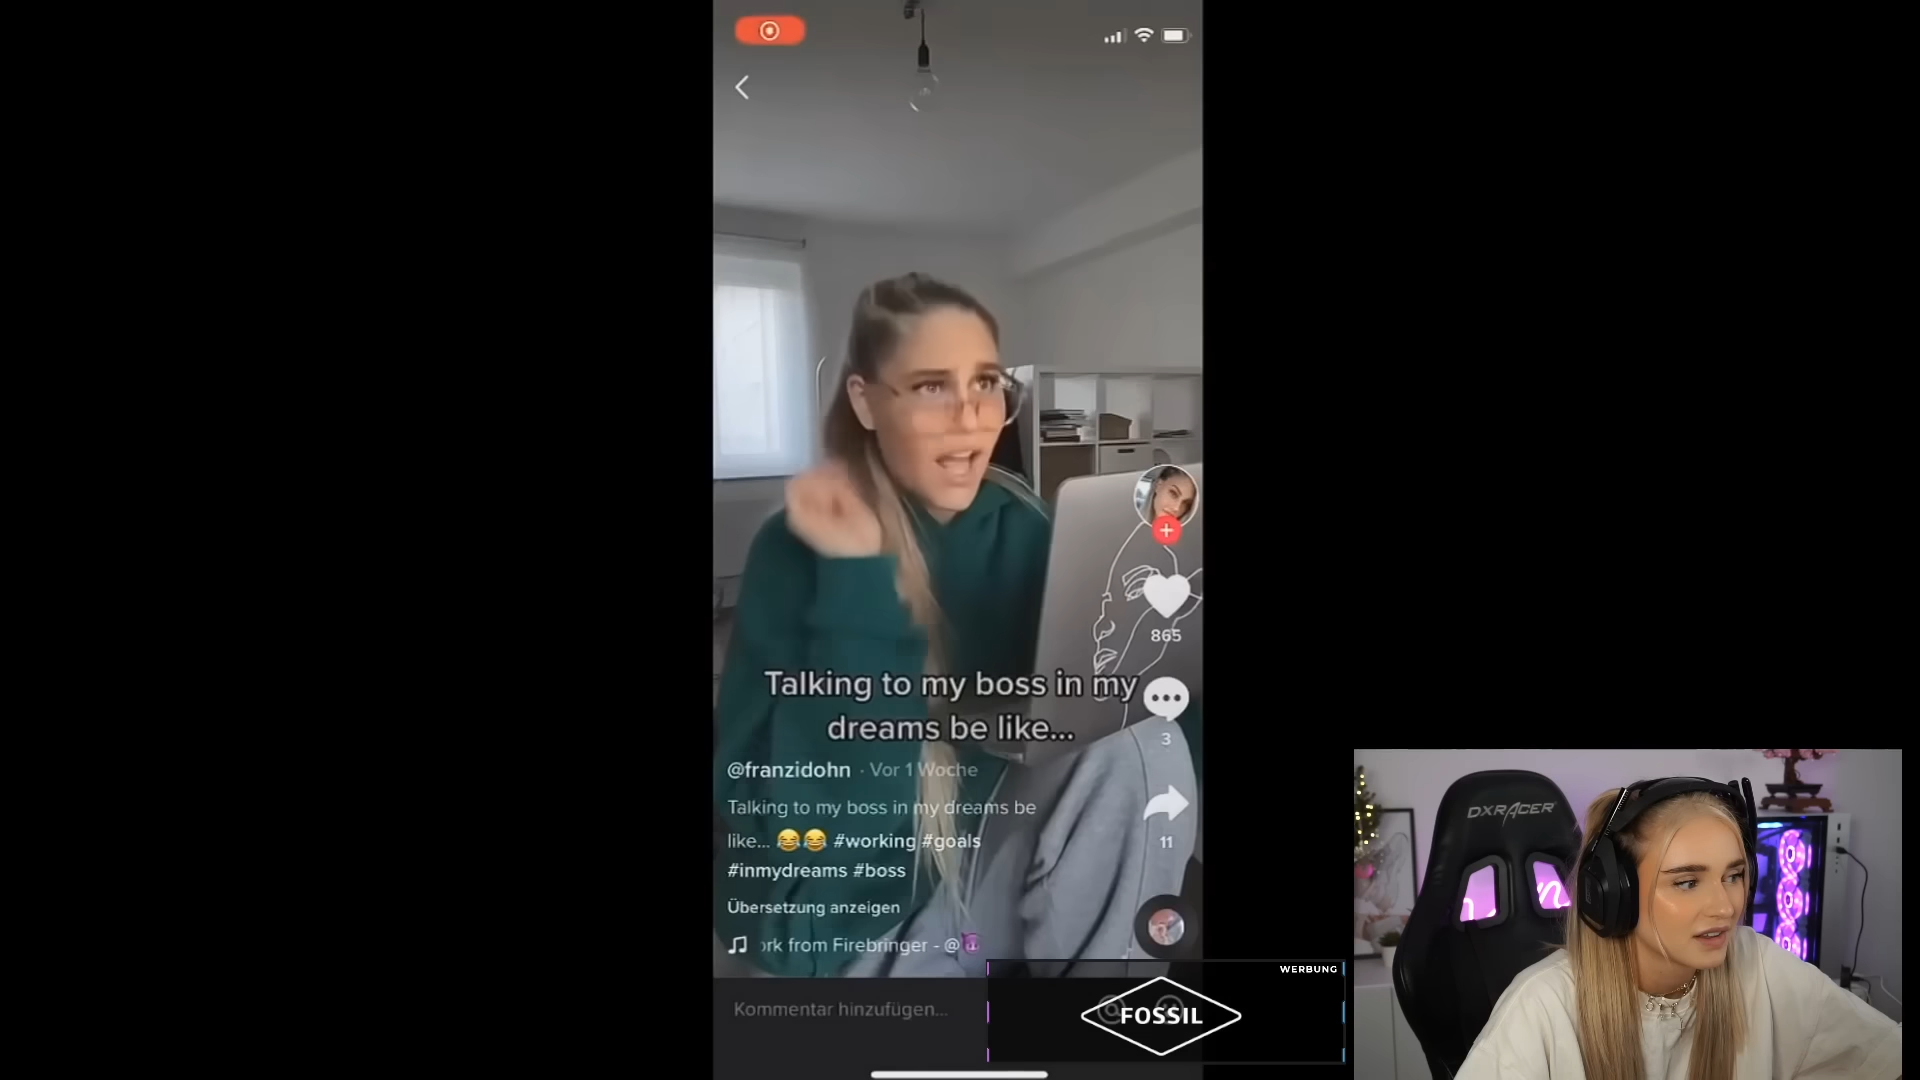 Talking to my boss in my
dreams be like...
@franzidohn · Vor 1 Woche
Talking to my boss in my dreams be
like... 😂😂 #working #goals
#inmydreams #boss
Übersetzung anzeigen
from Firebringer - @😈
Kommentar hinzufügen...
865
3
11
WERBUNG
FOSSIL
DXRACER